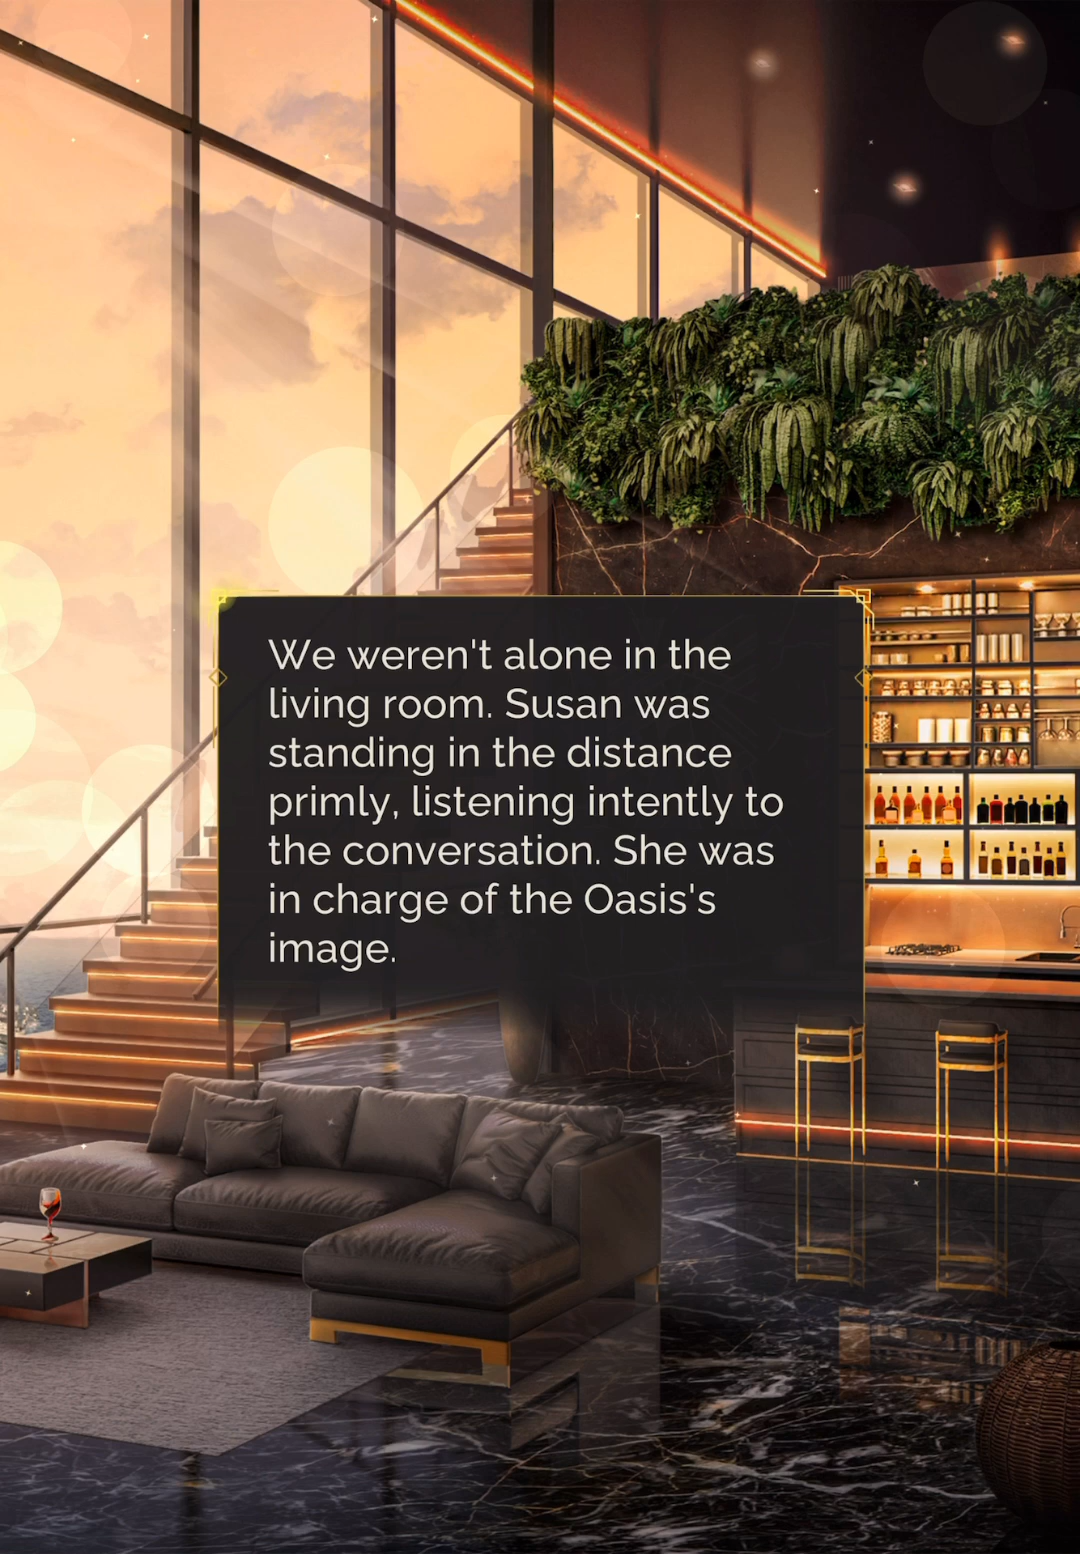 We weren't alone in the
living room. Susan was
standing in the distance
primly, listening intently to
the conversation. She was
in charge of the Oasis's
image.